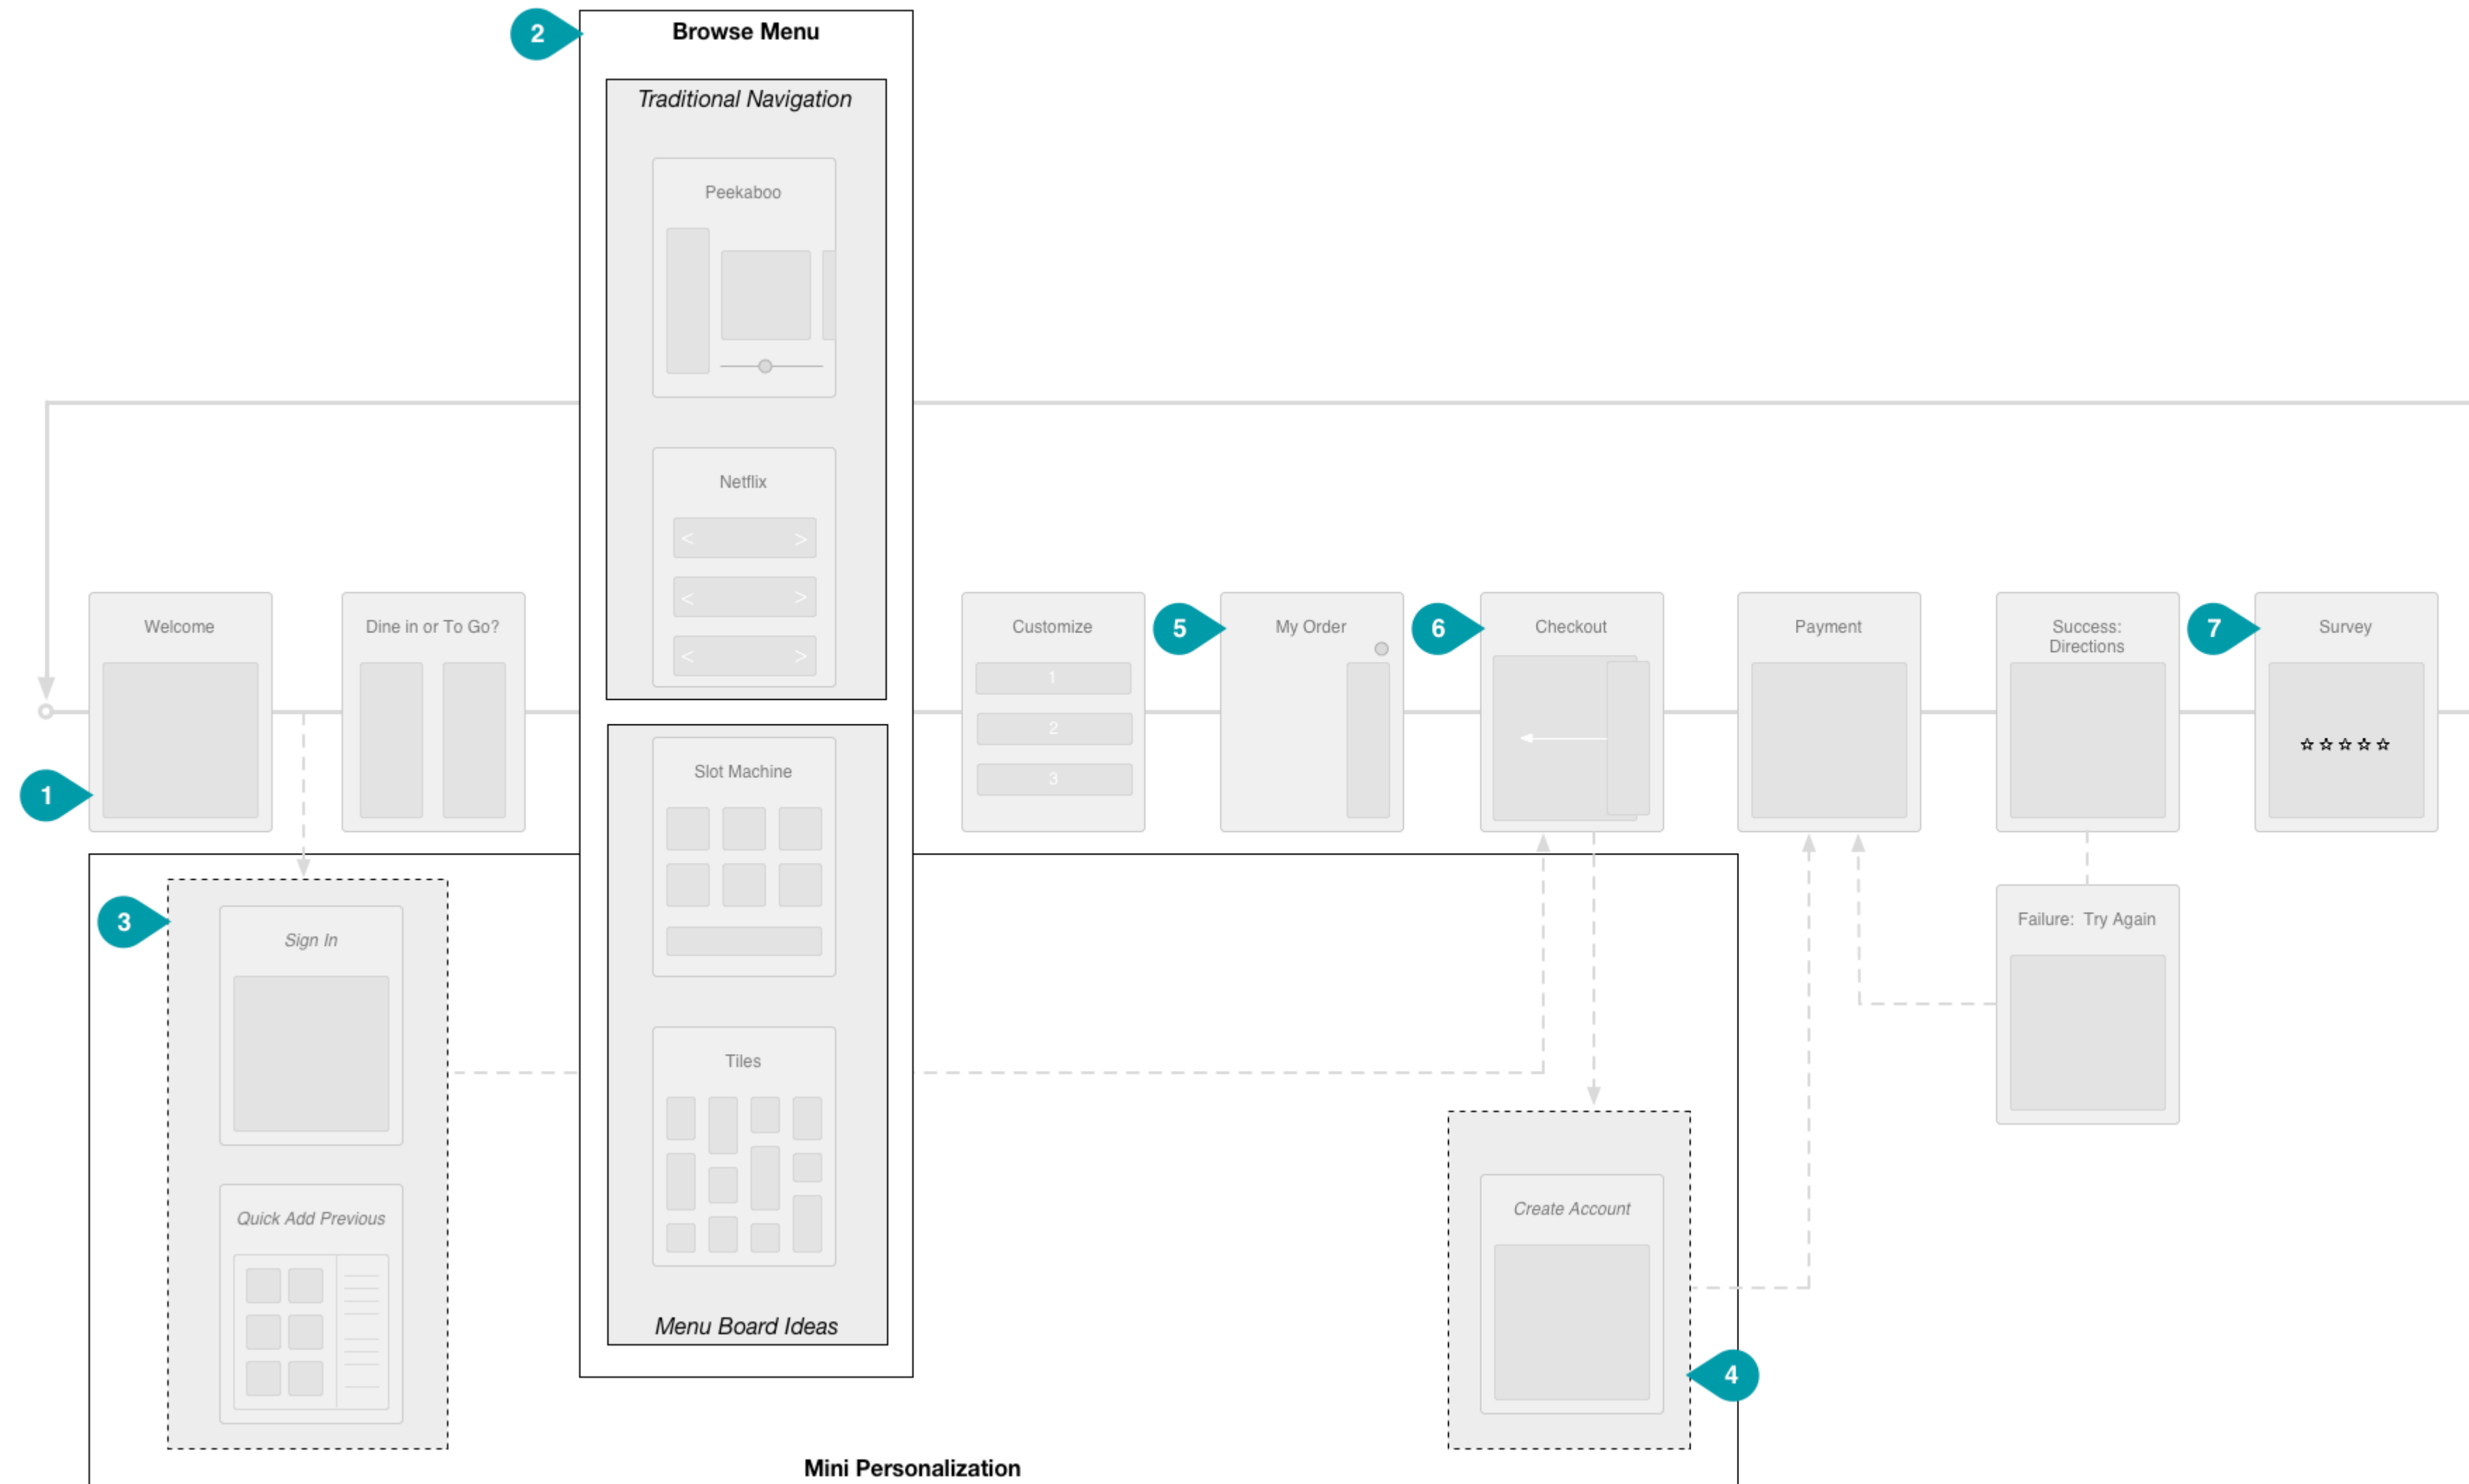 2
Browse Menu
Traditional Navigation
Peekaboo
Netflix
< >
< >
< >
Welcome
1
Dine in or To Go?
Customize
1
2
3
5
My Order
6
Checkout
Payment
Success:
Directions
7
Survey
☆☆☆☆☆
Slot Machine
Tiles
Menu Board Ideas
3
Sign In
Quick Add Previous
Failure: Try Again
Create Account
4
Mini Personalization